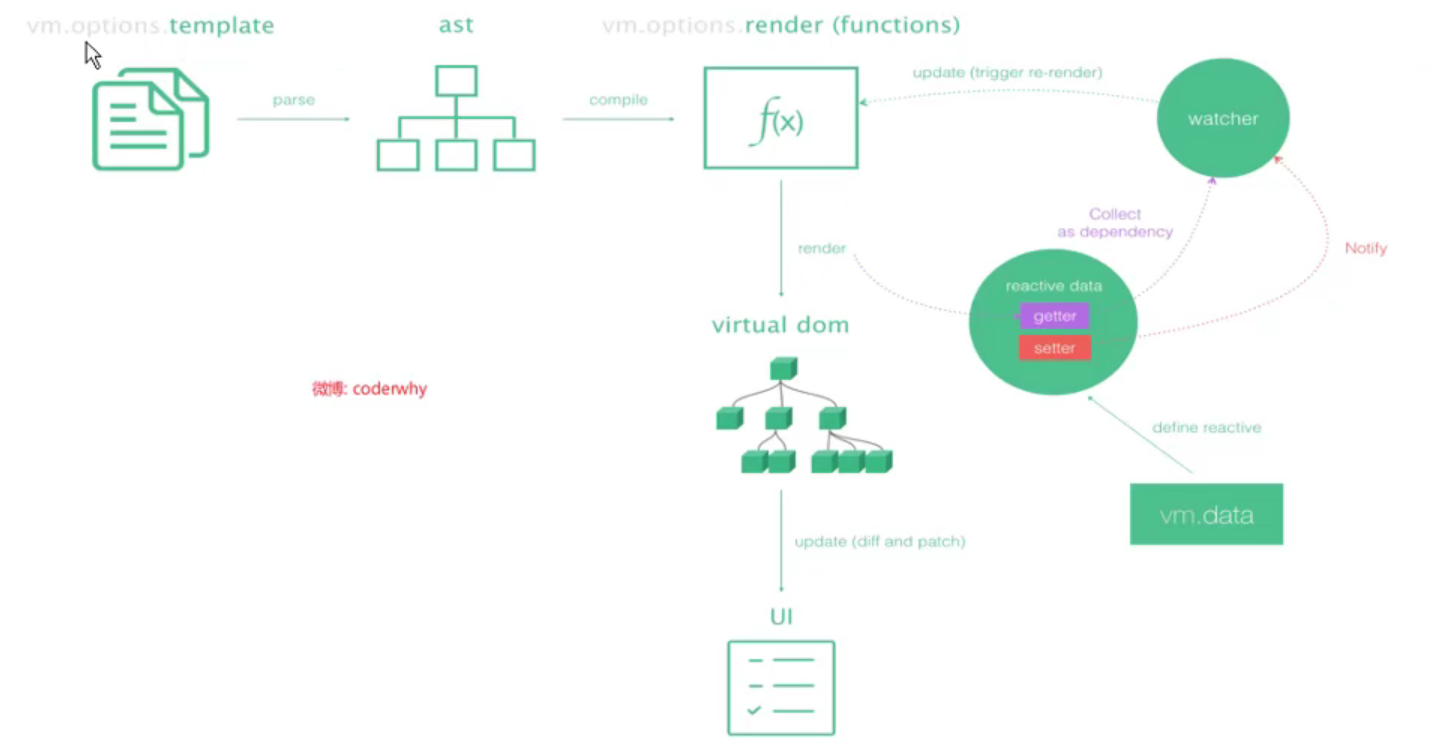 vm.options.template
ast
vm.options.render (functions)
parse
compile
f(x)
update (trigger re-render)
watcher
Collect
as dependency
Notify
render
reactive data
getter
setter
virtual dom
微博: coderwhy
define reactive
vm.data
update (diff and patch)
UI